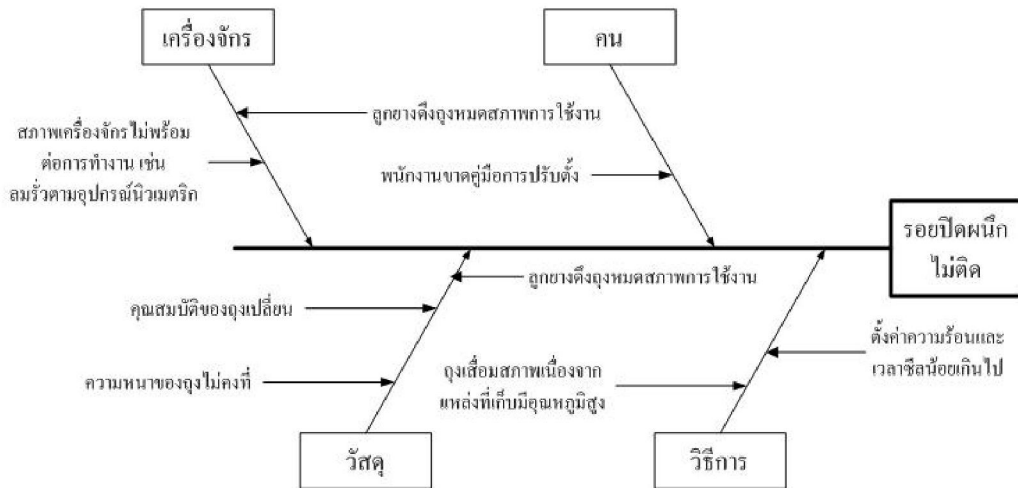 เครื่องจักร
คน
ลูกยางดึงถุงหมดสภาพการใช้งาน
สภาพเครื่องจักรไม่พร้อม
ต่อการทำงาน เช่น
ลมรั่วตามอุปกรณ์นิวเมตริก
พนักงานขาดคู่มือการปรับตั้ง
รอยปิดผนึก
ไม่ติด
ลูกยางดึงถุงหมดสภาพการใช้งาน
คุณสมบัติของถุงเปลี่ยน
ความหนาของถุงไม่คงที่
ตั้งค่าความร้อนและ
เวลาซีลน้อยเกินไป
ถุงเสื่อมสภาพเนื่องจาก
แหล่งที่เก็บมีอุณหภูมิสูง
วัสดุ
วิธีการ